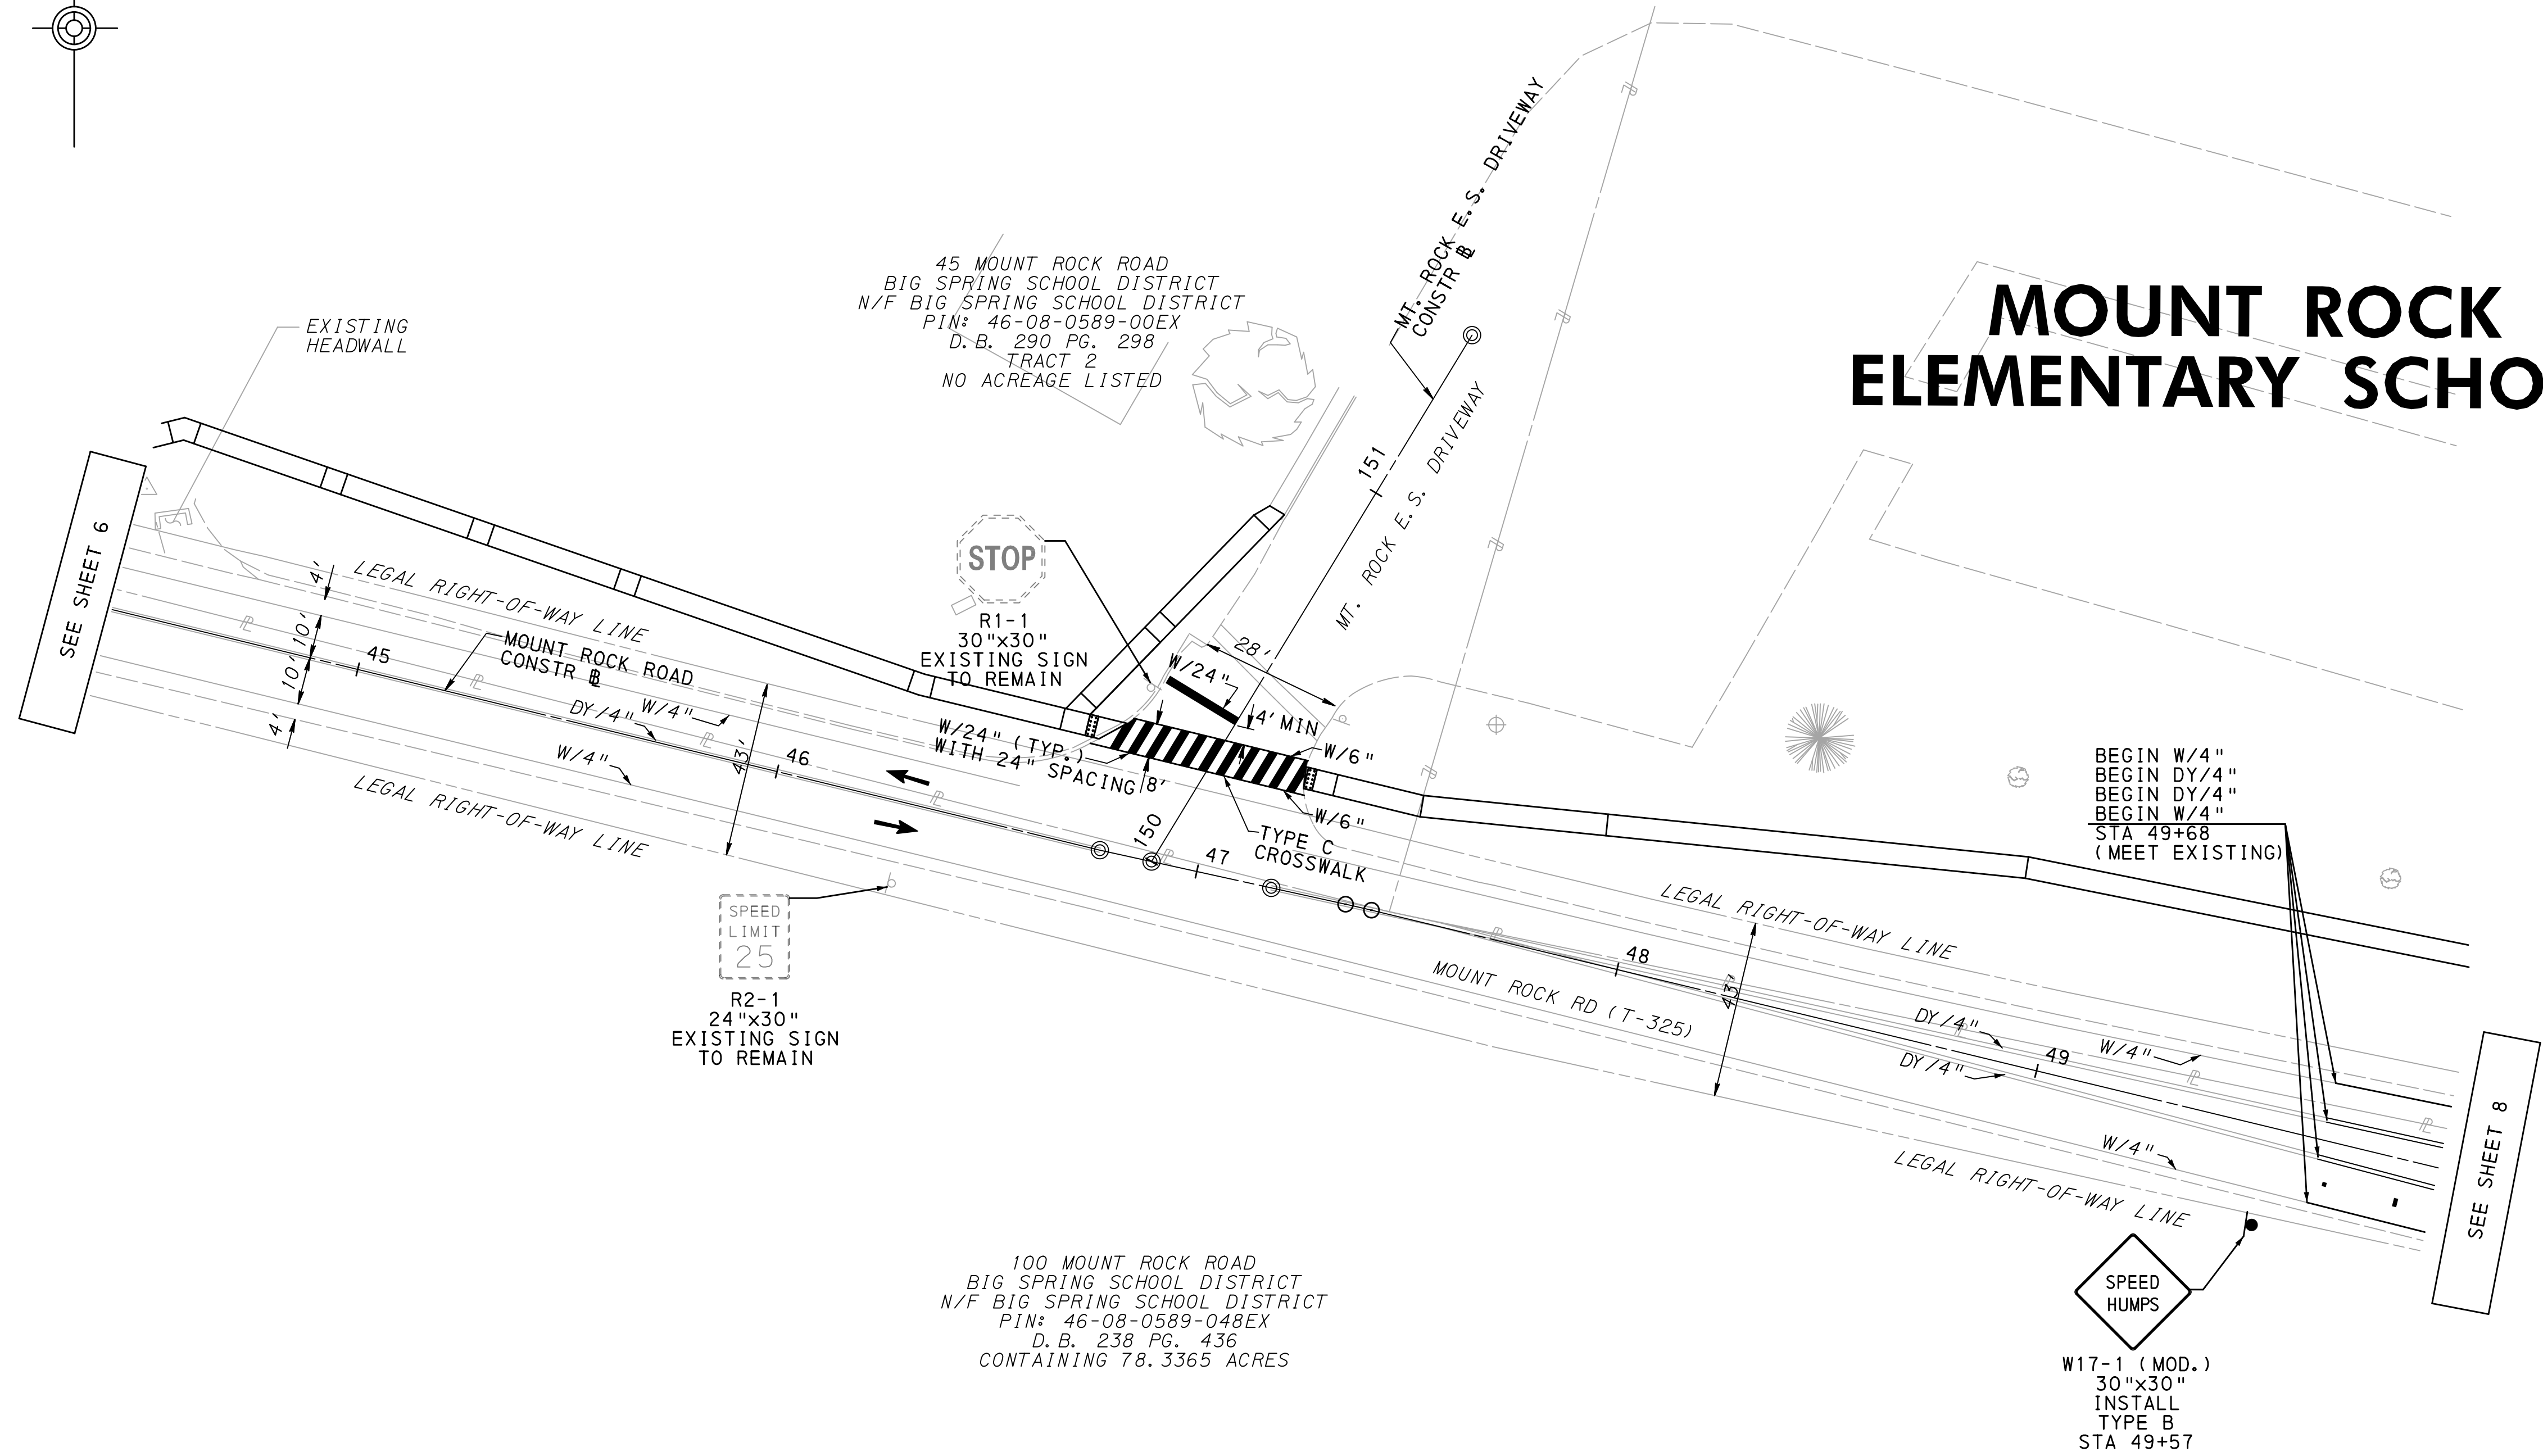 MT. ROCK E.S. DRIVEWAY
CONSTR ℄
MOUNT ROCK
ELEMENTARY SCHO
45 MOUNT ROCK ROAD
BIG SPRING SCHOOL DISTRICT
N/F BIG SPRING SCHOOL DISTRICT
PIN: 46-08-0589-00EX
D.B. 290 PG. 298
TRACT 2
NO ACREAGE LISTED
EXISTING
HEADWALL
151
MT. ROCK E.S. DRIVEWAY
SEE SHEET 6
STOP
R1-1
30"x30"
EXISTING SIGN
TO REMAIN
4'
10'
10'
4'
LEGAL RIGHT-OF-WAY LINE
45
MOUNT ROCK ROAD
CONSTR
DY/4"
W/4"
W/4"
43'
46
LEGAL RIGHT-OF-WAY LINE
28'
W/24"
4' MIN
W/24" (TYP.)
WITH 24" SPACING
8'
W/6"
W/6"
150
TYPE C
CROSSWALK
47
BEGIN W/4"
BEGIN DY/4"
BEGIN DY/4"
BEGIN W/4"
STA 49+68
(MEET EXISTING)
SPEED
LIMIT
25
R2-1
24"x30"
EXISTING SIGN
TO REMAIN
LEGAL RIGHT-OF-WAY LINE
48
43'
MOUNT ROCK RD (T-325)
DY/4"
W/4"
49
DY/4"
W/4"
LEGAL RIGHT-OF-WAY LINE
SEE SHEET 8
100 MOUNT ROCK ROAD
BIG SPRING SCHOOL DISTRICT
N/F BIG SPRING SCHOOL DISTRICT
PIN: 46-08-0589-048EX
D.B. 238 PG. 436
CONTAINING 78.3365 ACRES
SPEED
HUMPS
W17-1 (MOD.)
30"x30"
INSTALL
TYPE B
STA 49+57